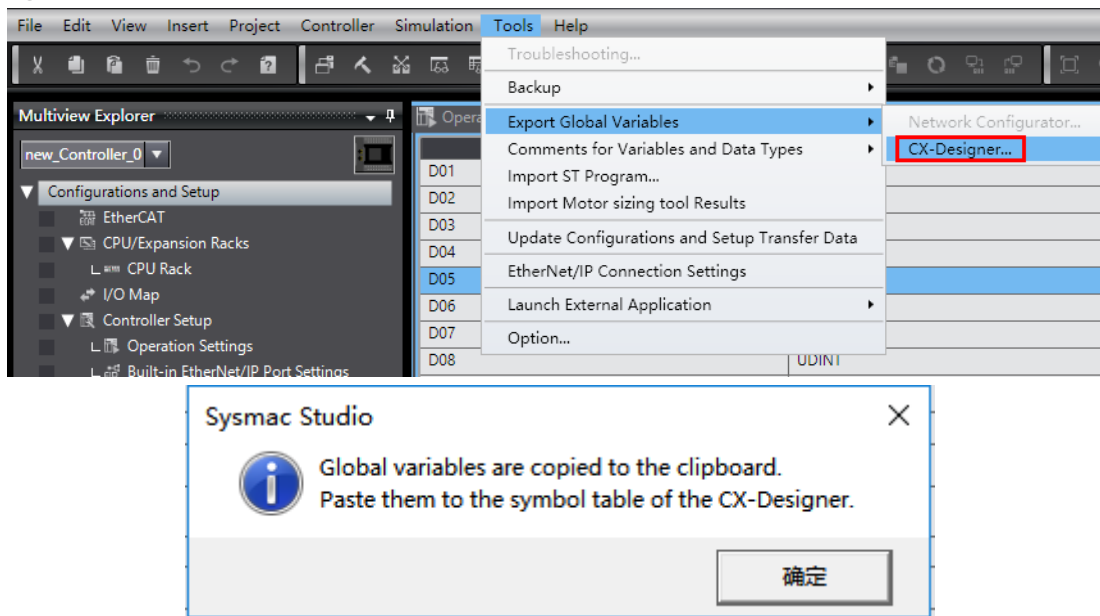 File Edit View Insert Project Controller Simulation Tools Help
Troubleshooting...
Backup
Multiview Explorer
Opera
Export Global Variables
Network Configurator...
new_Controller_0
Comments for Variables and Data Types
CX-Designer...
D01
Import ST Program...
Configurations and Setup
D02
Import Motor sizing tool Results
EtherCAT
D03
Update Configurations and Setup Transfer Data
CPU/Expansion Racks
D04
CPU Rack
D05
EtherNet/IP Connection Settings
I/O Map
D06
Launch External Application
Controller Setup
D07
Option...
Operation Settings
D08
UDINT
Built-in EtherNet/IP Port Settings
Sysmac Studio
Global variables are copied to the clipboard.
Paste them to the symbol table of the CX-Designer.
确定